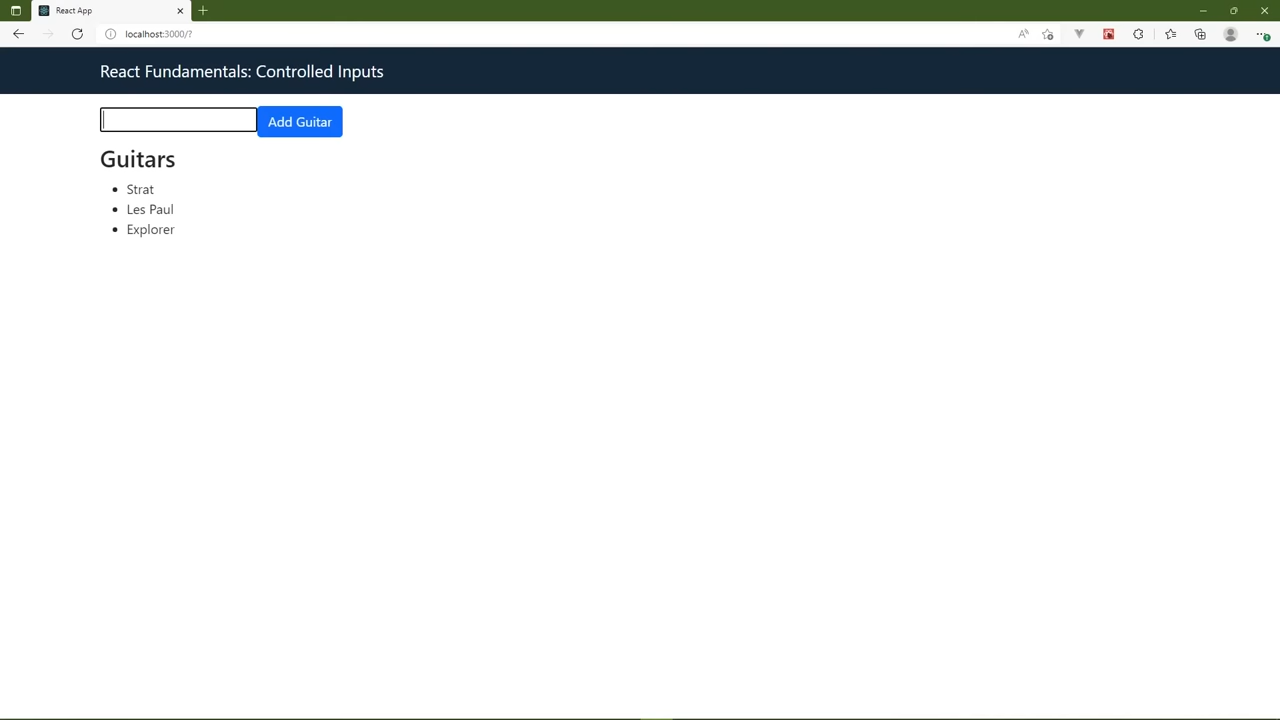 React App
localhost:3000/?
React Fundamentals: Controlled Inputs
Add Guitar
Guitars
Strat
Les Paul
Explorer